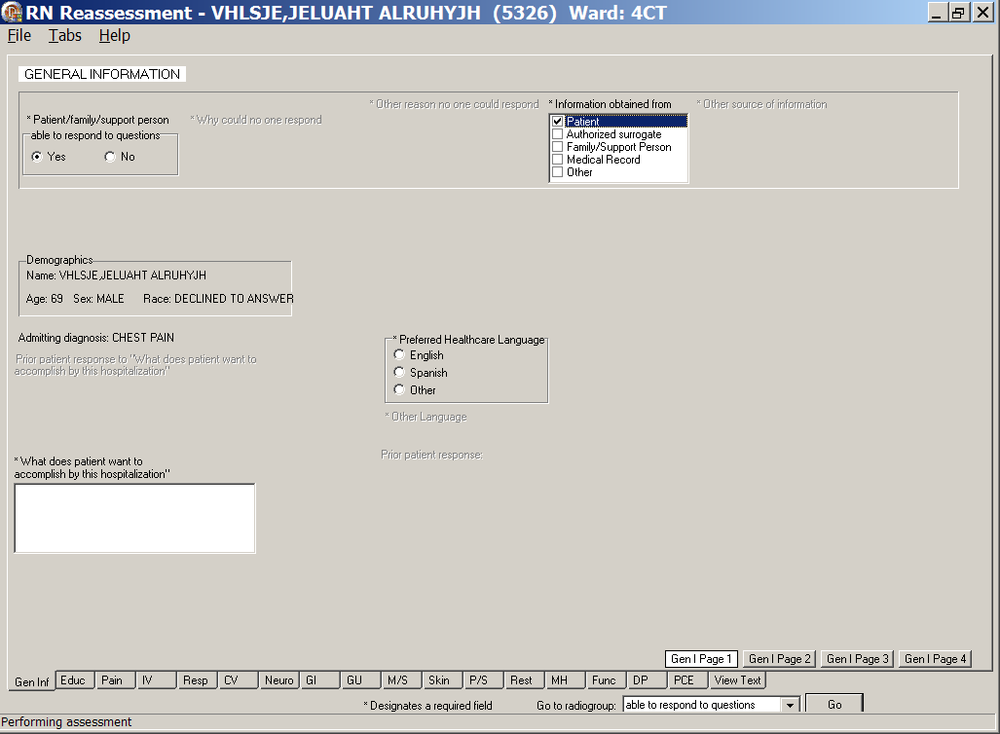 RN Reassessment - VHLSJE,JELUAHT ALRUHYJH (5326) Ward: 4CT
File Tabs Help
GENERAL INFORMATION
* Patient/family/support person
able to respond to questions
Yes No
* Why could no one respond
* Other reason no one could respond
* Information obtained from
Patient
Authorized surrogate
Family/Support Person
Medical Record
Other
* Other source of information
Demographics
Name: VHLSJE,JELUAHT ALRUHYJH
Age: 69 Sex: MALE Race: DECLINED TO ANSWER
Admitting diagnosis: CHEST PAIN
Prior patient response to "What does patient want to
accomplish by this hospitalization"
* Preferred Healthcare Language
English
Spanish
Other
* Other Language
Prior patient response:
* What does patient want to
accomplish by this hospitalization"
Gen I Page 1 Gen I Page 2 Gen I Page 3 Gen I Page 4
Gen Inf Educ Pain IV Resp CV Neuro GI GU M/S Skin P/S Rest MH Func DP PCE View Text
* Designates a required field Go to radiogroup: able to respond to questions Go
Performing assessment